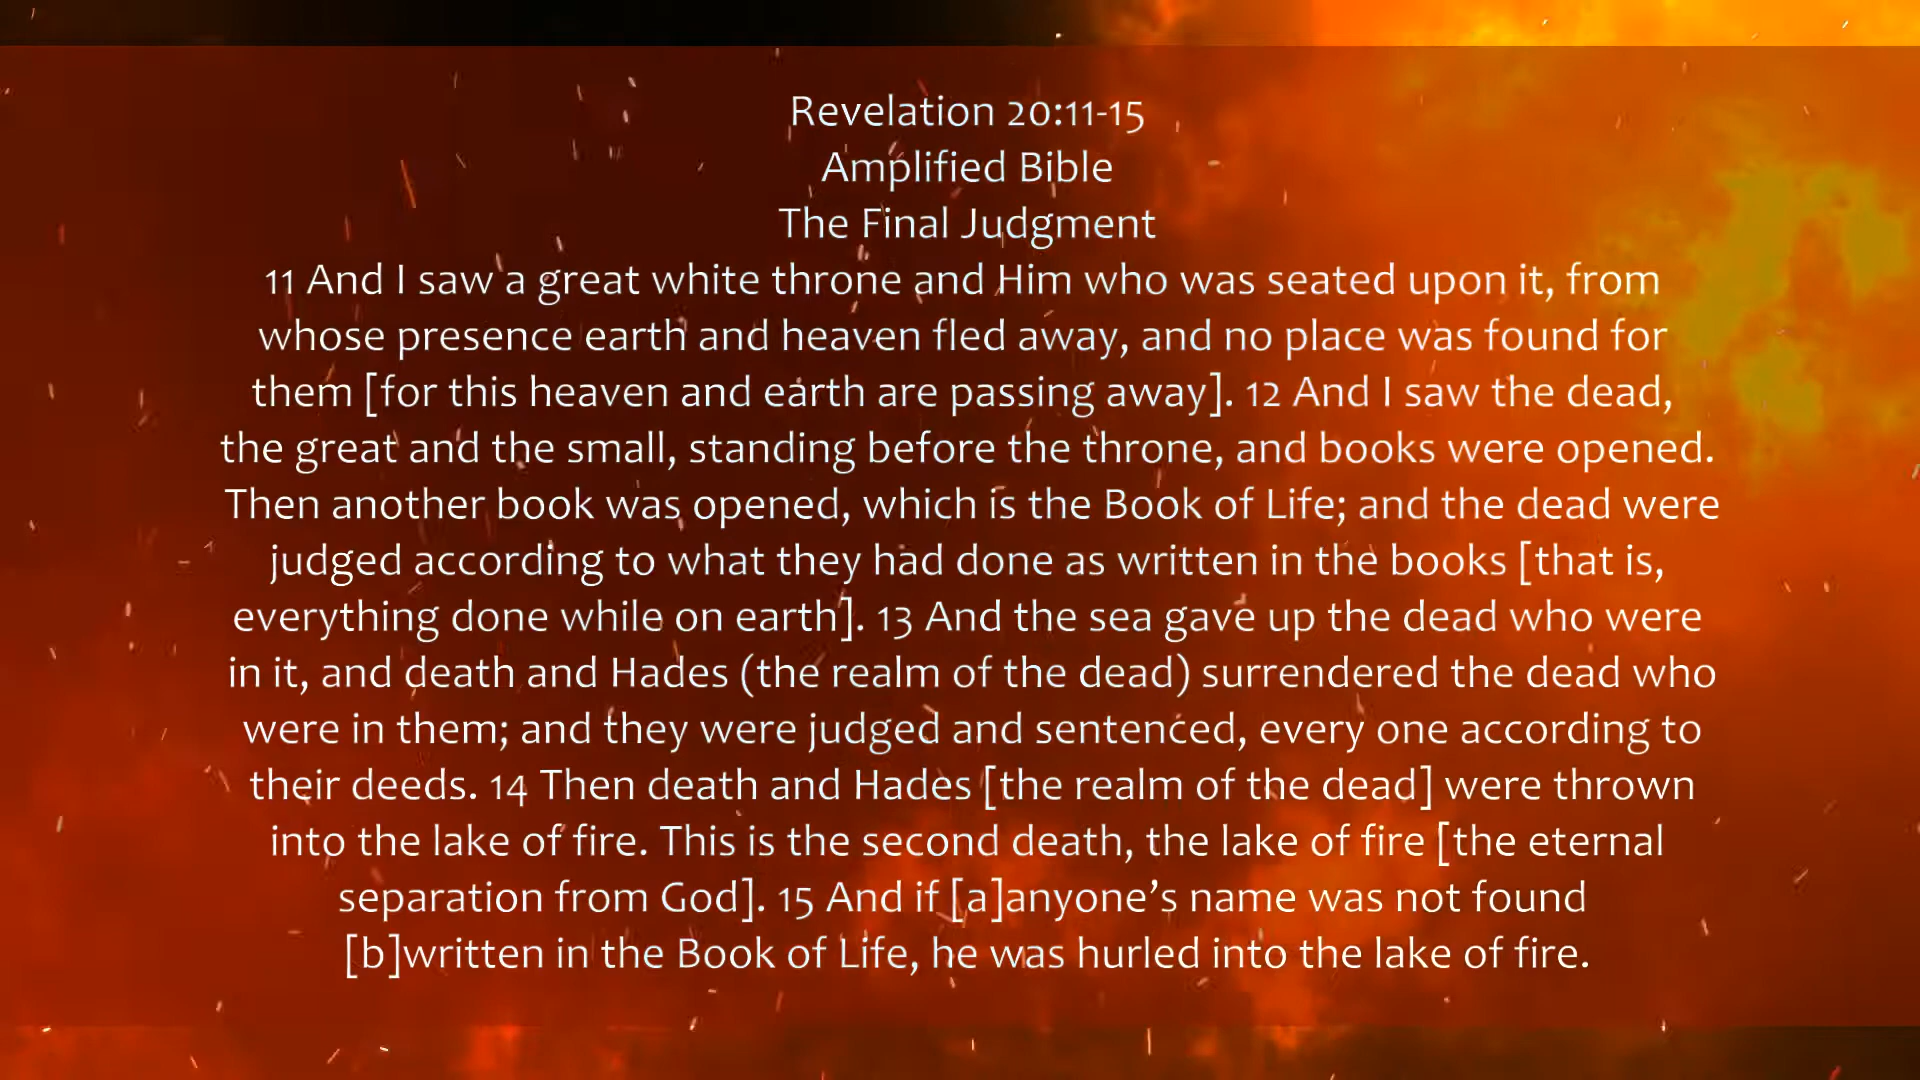 Revelation 20:11-15
Amplified Bible
The Final Judgment
11 And I saw a great white throne and Him who was seated upon it, from
whose presence earth and heaven fled away, and no place was found for
them [for this heaven and earth are passing away]. 12 And I saw the dead,
the great and the small, standing before the throne, and books were opened.
Then another book was opened, which is the Book of Life; and the dead were
judged according to what they had done as written in the books [that is,
everything done while on earth]. 13 And the sea gave up the dead who were
in it, and death and Hades (the realm of the dead) surrendered the dead who
were in them; and they were judged and sentenced, every one according to
their deeds. 14 Then death and Hades [the realm of the dead] were thrown
into the lake of fire. This is the second death, the lake of fire [the eternal
separation from God]. 15 And if [a]anyone’s name was not found
[b]written in the Book of Life, he was hurled into the lake of fire.